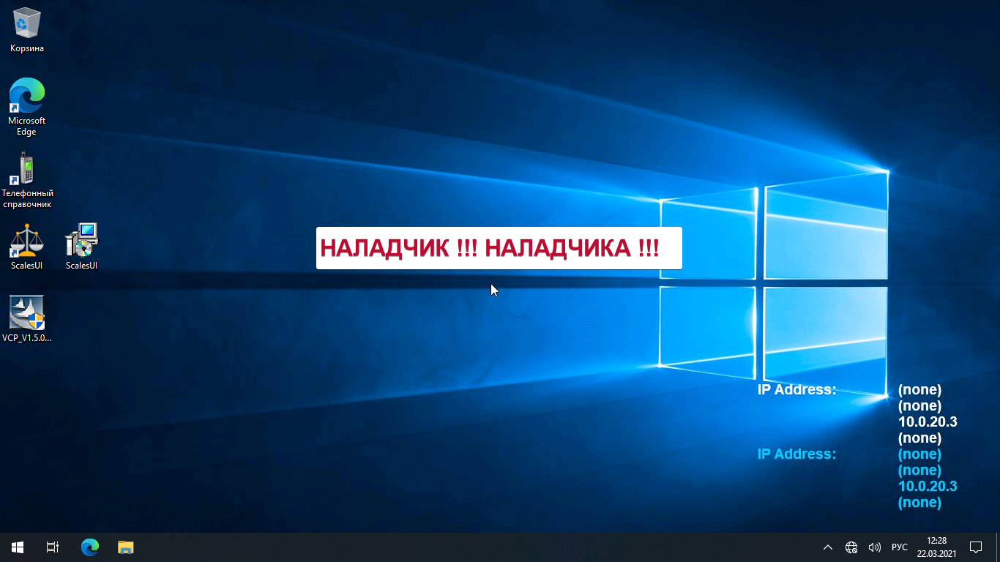 Корзина
Microsoft
Edge
Телефонный
справочник
ScalesUI
ScalesUI
VCP_V1.5.0...
НАЛАДЧИК !!! НАЛАДЧИКА !!!
IP Address: (none)
(none)
10.0.20.3
(none)
IP Address: (none)
(none)
10.0.20.3
(none)
РУС
12:28
22.03.2021